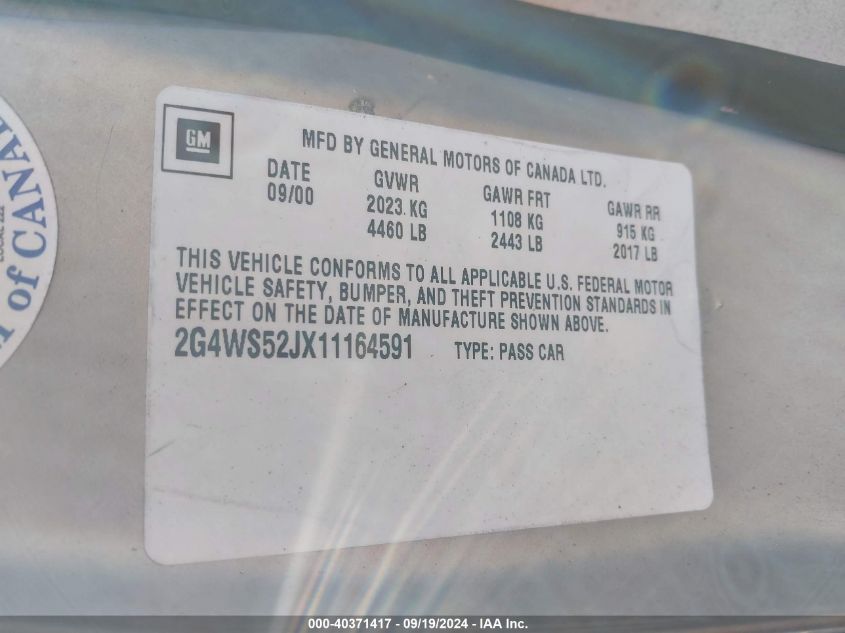 GM
MFD BY GENERAL MOTORS OF CANADA LTD.
DATE GVWR GAWR FRT GAWR RR
09/00 2023 KG 1108 KG 915 KG
4460 LB 2443 LB 2017 LB
THIS VEHICLE CONFORMS TO ALL APPLICABLE U.S. FEDERAL MOTOR
VEHICLE SAFETY, BUMPER, AND THEFT PREVENTION STANDARDS IN
EFFECT ON THE DATE OF MANUFACTURE SHOWN ABOVE.
2G4WS52JX11164591 TYPE: PASS CAR
LOCAL 222
of CANA
000-40371417 - 09/19/2024 - IAA Inc.